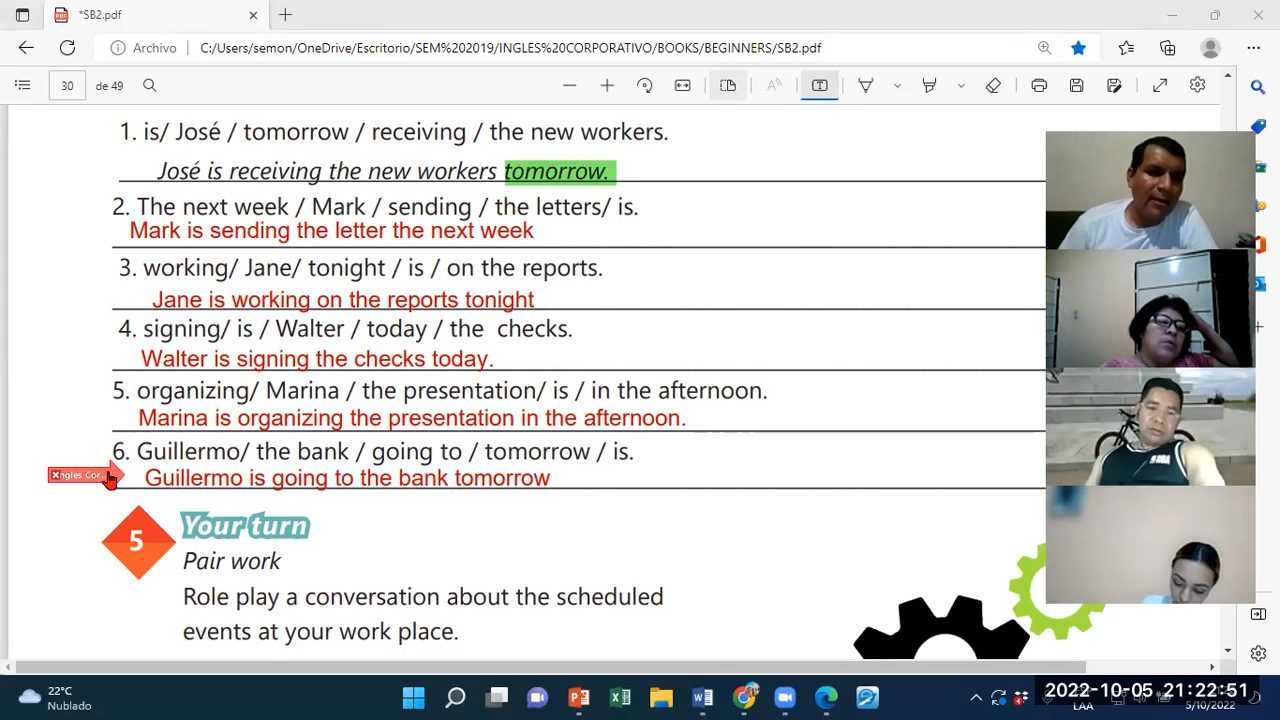 *SB2.pdf
Archivo
C:/Users/semon/OneDrive/Escritorio/SEM%202019/INGLES%20CORPORATIVO/BOOKS/BEGINNERS/SB2.pdf
30 de 49
1. is/ José / tomorrow / receiving / the new workers.
José is receiving the new workers tomorrow.
2. The next week / Mark / sending / the letters/ is.
Mark is sending the letter the next week
3. working/ Jane/ tonight / is / on the reports.
Jane is working on the reports tonight
4. signing/ is / Walter / today / the checks.
Walter is signing the checks today.
5. organizing/ Marina / the presentation/ is / in the afternoon.
Marina is organizing the presentation in the afternoon.
6. Guillermo/ the bank / going to / tomorrow / is.
Guillermo is going to the bank tomorrow
5
Your turn
Pair work
Role play a conversation about the scheduled
events at your work place.
22°C
Nublado
2022-10-05 21:22:51
LAA
5/10/2022